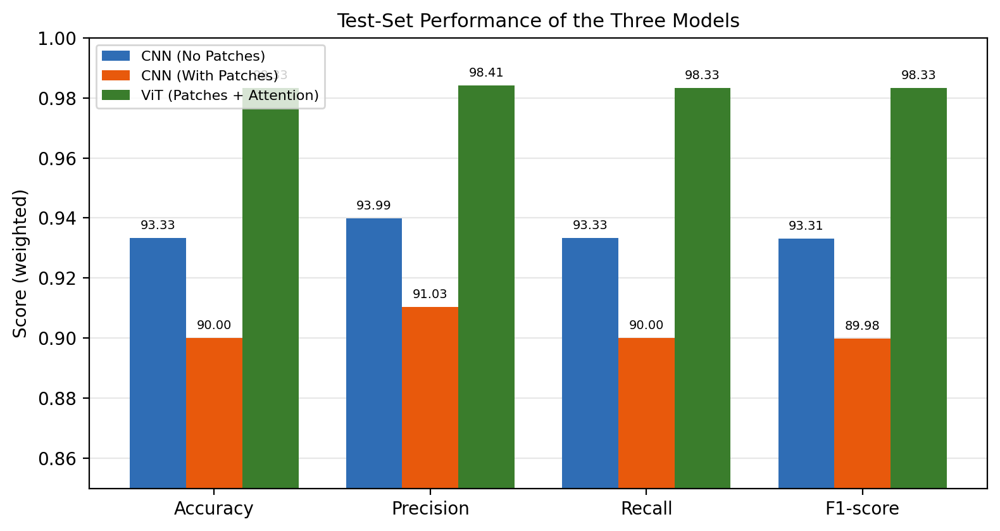 Test-Set Performance of the Three Models
1.00
0.98
0.96
0.94
0.92
0.90
0.88
0.86
Score (weighted)
CNN (No Patches)
CNN (With Patches)
ViT (Patches + Attention)
93.33
90.00
93.99
91.03
98.41
93.33
90.00
98.33
93.31
89.98
98.33
Accuracy
Precision
Recall
F1-score